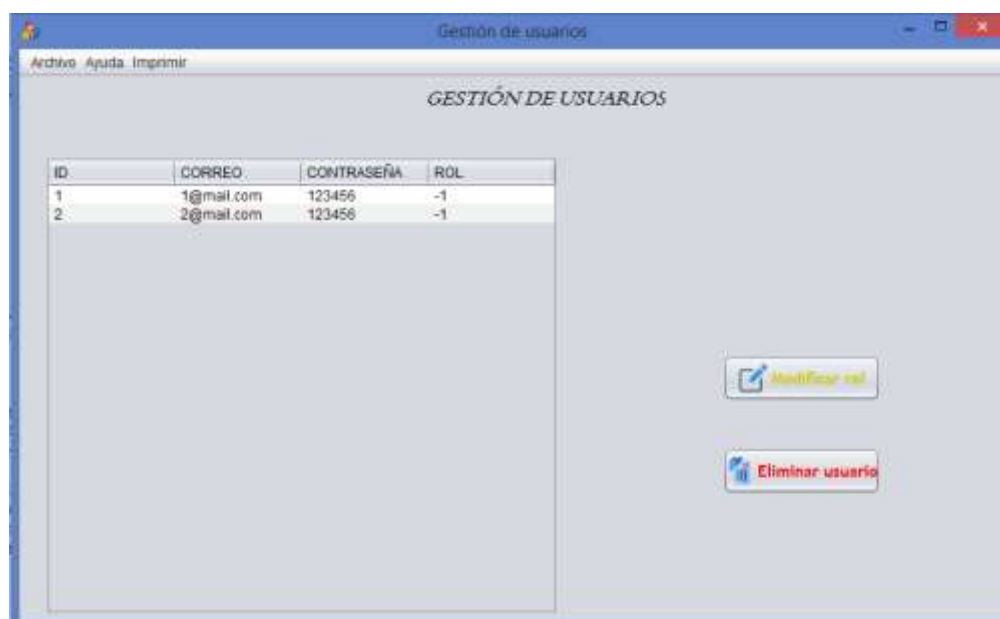 Gestión de usuarios
Archivo Ayuda Imprimir
GESTIÓN DE USUARIOS
ID CORREO CONTRASEÑA ROL
1 1@mail.com 123456 -1
2 2@mail.com 123456 -1
Modificar rol
Eliminar usuario